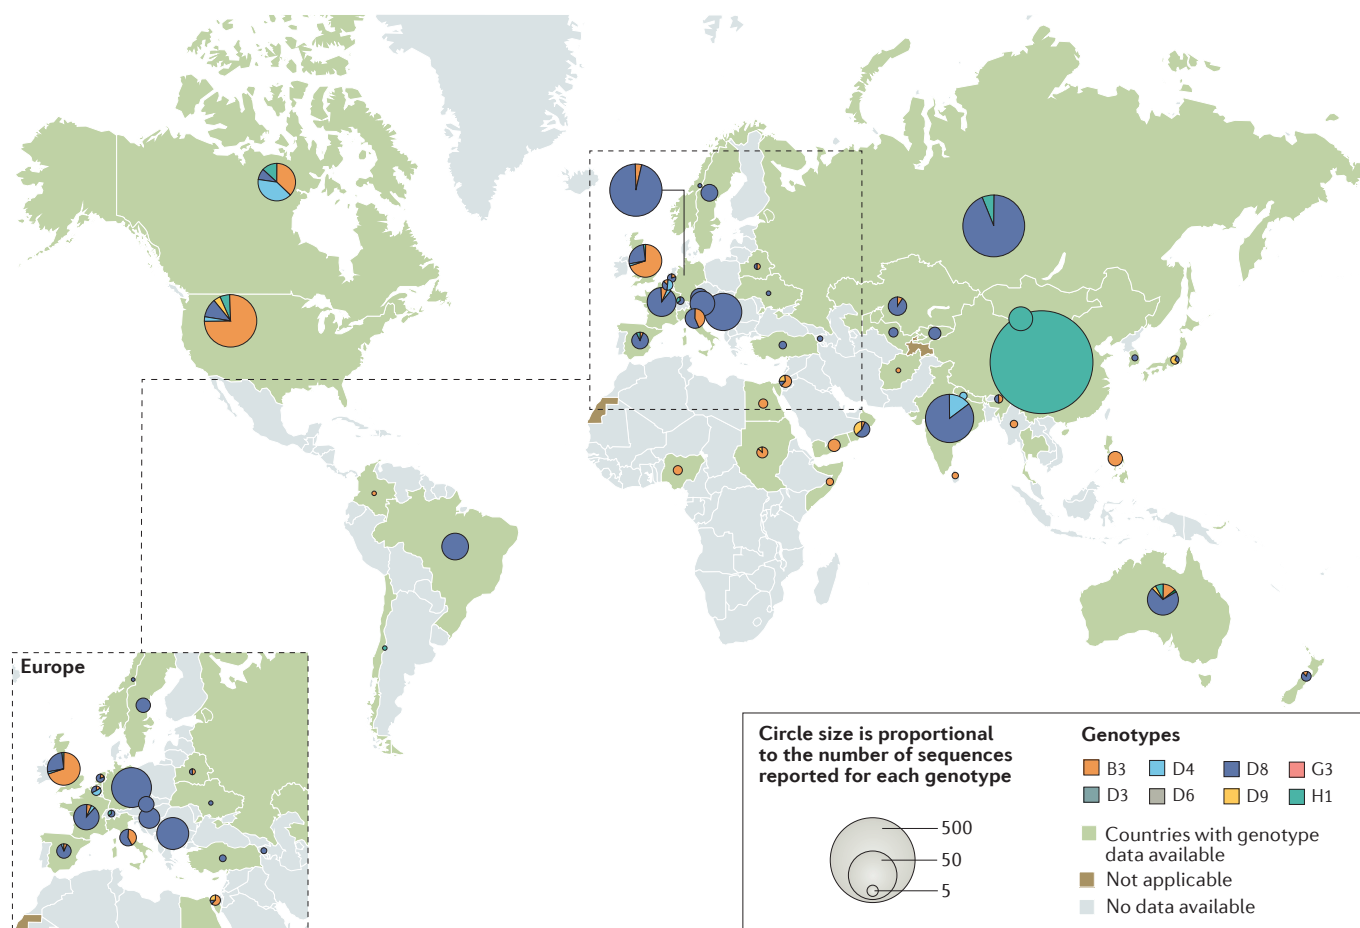 Europe
Circle size is proportional
to the number of sequences
reported for each genotype
500
50
5
Genotypes
B3 D4 D8 G3
D3 D6 D9 H1
Countries with genotype
data available
Not applicable
No data available